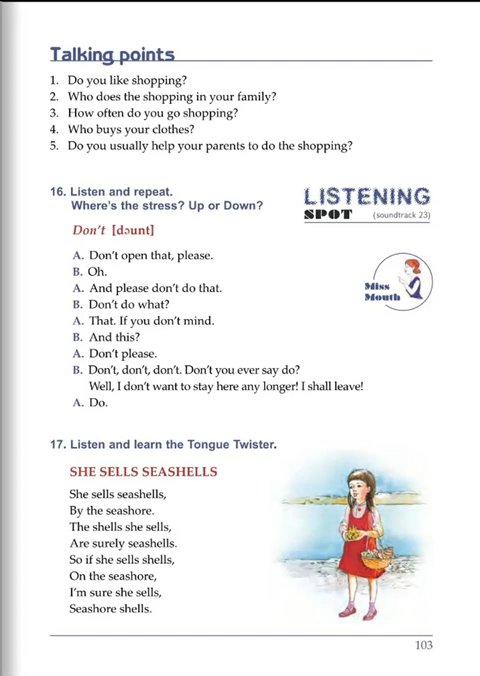 Talking points
1. Do you like shopping?
2. Who does the shopping in your family?
3. How often do you go shopping?
4. Who buys your clothes?
5. Do you usually help your parents to do the shopping?
16. Listen and repeat.
Where's the stress? Up or Down?
LISTENING
SPOT (soundtrack 23)
Don't [dɔunt]
Miss
Mouth
A. Don't open that, please.
B. Oh.
A. And please don't do that.
B. Don't do what?
A. That. If you don't mind.
B. And this?
A. Don't please.
B. Don't, don't, don't. Don't you ever say do?
Well, I don't want to stay here any longer! I shall leave!
A. Do.
17. Listen and learn the Tongue Twister.
SHE SELLS SEASHELLS
She sells seashells,
By the seashore.
The shells she sells,
Are surely seashells.
So if she sells shells,
On the seashore,
I'm sure she sells,
Seashore shells.
103